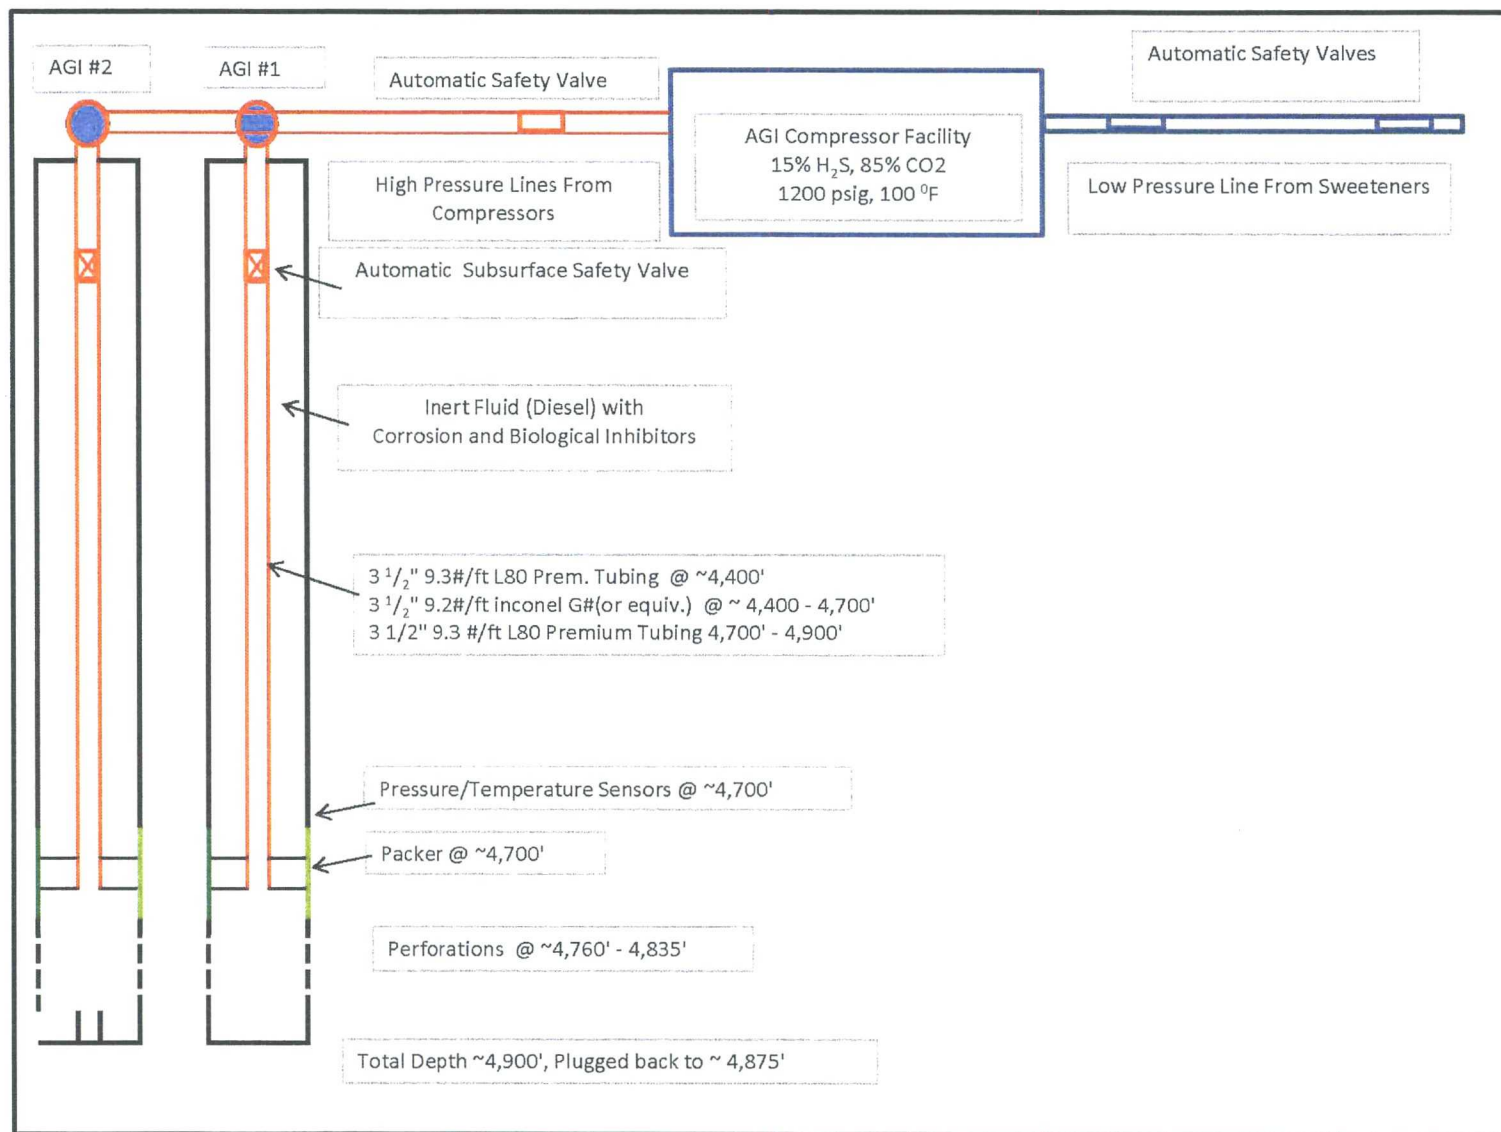 AGI #2
AGI #1
Automatic Safety Valve
Automatic Safety Valves
AGI Compressor Facility
15% H₂S, 85% CO2
1200 psig, 100 ⁰F
High Pressure Lines From
Compressors
Low Pressure Line From Sweeteners
Automatic Subsurface Safety Valve
Inert Fluid (Diesel) with
Corrosion and Biological Inhibitors
3 ¹/₂" 9.3#/ft L80 Prem. Tubing @ ~4,400'
3 ¹/₂" 9.2#/ft inconel G#(or equiv.) @ ~ 4,400 - 4,700'
3 1/2" 9.3 #/ft L80 Premium Tubing 4,700' - 4,900'
Pressure/Temperature Sensors @ ~4,700'
Packer @ ~4,700'
Perforations @ ~4,760' - 4,835'
Total Depth ~4,900', Plugged back to ~ 4,875'